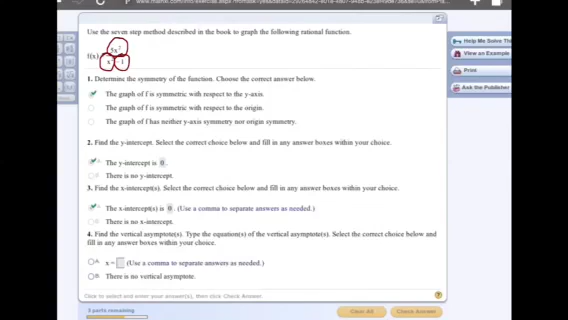 Use the seven step method described in the book to graph the following rational function.
5x²
f(x)
x² - 1
1. Determine the symmetry of the function. Choose the correct answer below.
The graph of f is symmetric with respect to the y-axis.
The graph of f is symmetric with respect to the origin.
The graph of f has neither y-axis symmetry nor origin symmetry.
2. Find the y-intercept. Select the correct choice below and fill in any answer boxes within your choice.
The y-intercept is 0.
There is no y-intercept.
3. Find the x-intercept(s). Select the correct choice below and fill in any answer boxes within your choice.
The x-intercept(s) is 0. (Use a comma to separate answers as needed.)
There is no x-intercept.
4. Find the vertical asymptote(s). Type the equation(s) of the vertical asymptote(s). Select the correct choice below and
fill in any answer boxes within your choice.
A. x = (Use a comma to separate answers as needed.)
B. There is no vertical asymptote.
Click to select and enter your answer(s), then click Check Answer.
3 parts remaining
Clear All
Check Answer
Help Me Solve Thi
View an Example
Print
Ask the Publisher